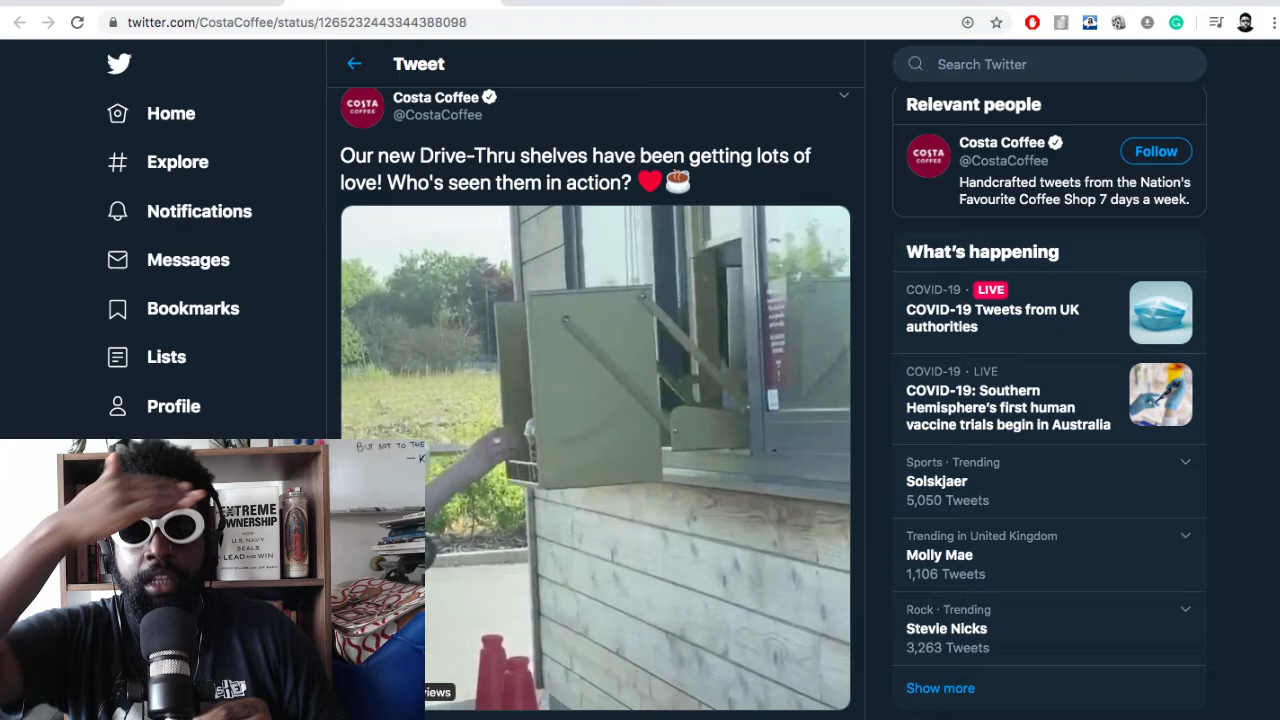 twitter.com/CostaCoffee/status/1265232443344388098
Tweet
Search Twitter
Home
Explore
Notifications
Messages
Bookmarks
Lists
Profile
COSTA
COFFEE
Costa Coffee
@CostaCoffee
Our new Drive-Thru shelves have been getting lots of
love! Who's seen them in action? ❤️☕
views
Relevant people
COSTA
COFFEE
Costa Coffee
@CostaCoffee
Follow
Handcrafted tweets from the Nation's
Favourite Coffee Shop 7 days a week.
What's happening
COVID-19 LIVE
COVID-19 Tweets from UK
authorities
COVID-19 · LIVE
COVID-19: Southern
Hemisphere's first human
vaccine trials begin in Australia
Sports · Trending
Solskjaer
5,050 Tweets
Trending in United Kingdom
Molly Mae
1,106 Tweets
Rock · Trending
Stevie Nicks
3,263 Tweets
Show more
BUT NOT TO THE
— K
EXTREME
OWNERSHIP
HOW
U.S. NAVY
SEALS
LEAD AND WIN